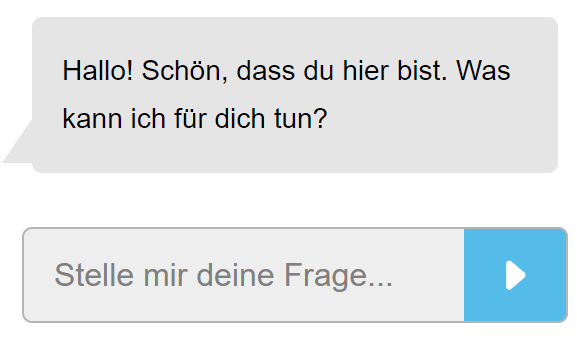 Hallo! Schön, dass du hier bist. Was
kann ich für dich tun?
Stelle mir deine Frage...